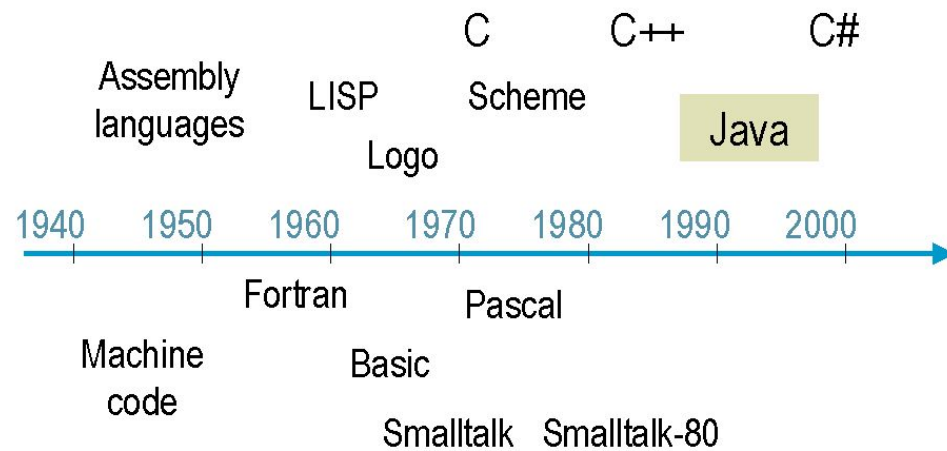 C C++ C#
Assembly
languages
LISP Scheme
Java
Logo
1940 1950 1960 1970 1980 1990 2000
Fortran
Pascal
Machine
code
Basic
Smalltalk Smalltalk-80